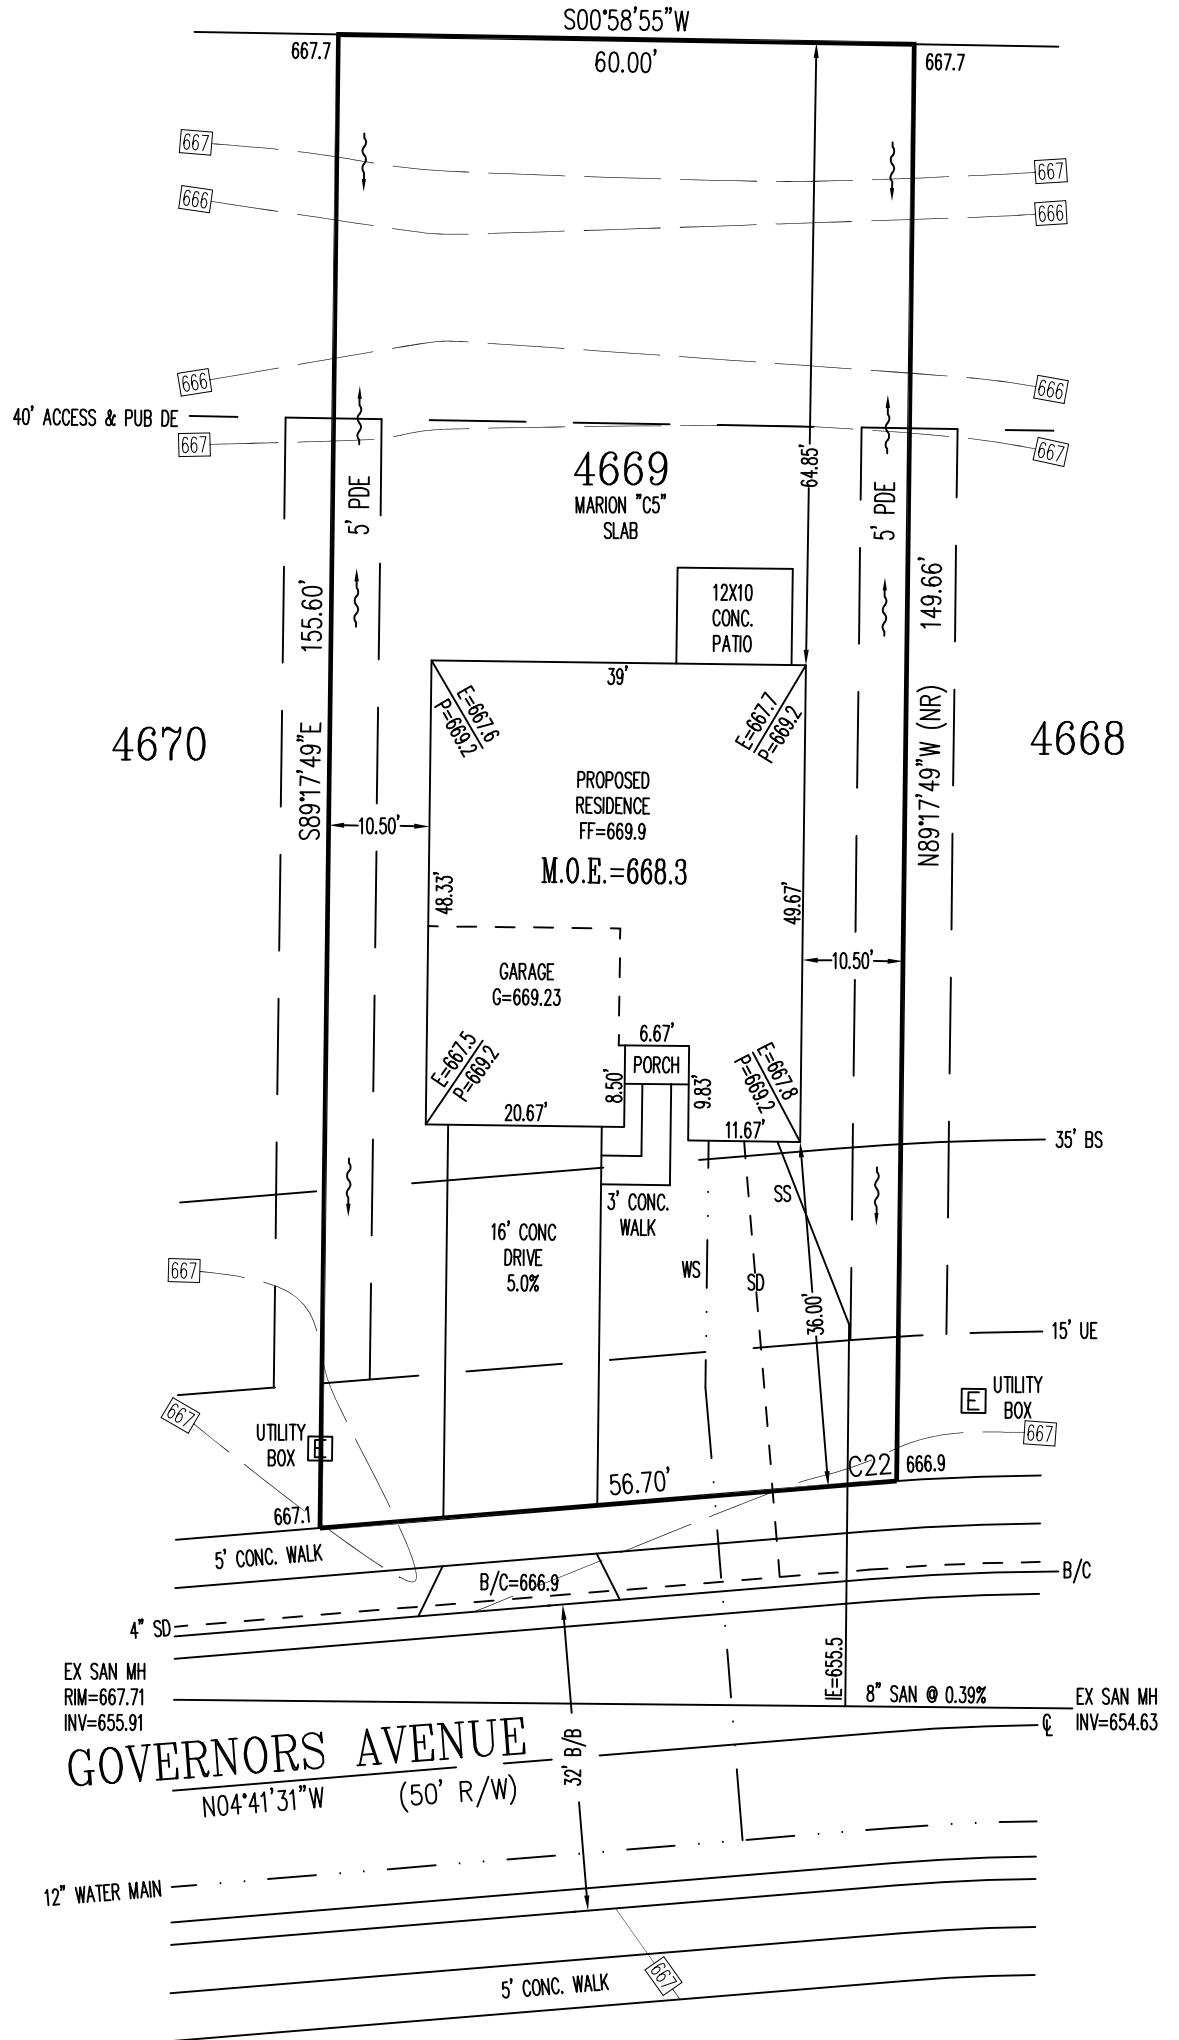 S00°58'55"W
667.7
60.00'
667.7
667
667
666
666
666
666
40' ACCESS & PUB DE
667
667
4669
MARION "C5"
SLAB
64.85'
5' PDE
5' PDE
12X10
CONC.
PATIO
155.60'
149.66'
39'
E=667.6
P=669.2
E=667.7
P=669.2
4670
4668
S89°17'49"E
N89°17'49"W (NR)
PROPOSED
RESIDENCE
FF=669.9
M.O.E.=668.3
10.50'
48.33'
49.67'
10.50'
GARAGE
G=669.23
6.67'
PORCH
E=667.5
P=669.2
8.50'
9.83'
E=667.8
P=669.2
20.67'
11.67'
35' BS
SS
3' CONC.
WALK
16' CONC
DRIVE
5.0%
667
WS
SD
36.00'
15' UE
UTILITY
BOX
E
667
667
UTILITY
BOX
E
C22
666.9
56.70'
667.1
5' CONC. WALK
B/C=666.9
B/C
4" SD
EX SAN MH
RIM=667.71
INV=655.91
IE=655.5
8" SAN @ 0.39%
EX SAN MH
INV=654.63
℄
GOVERNORS AVENUE
N04°41'31"W
(50' R/W)
32' B/B
12" WATER MAIN
667
5' CONC. WALK